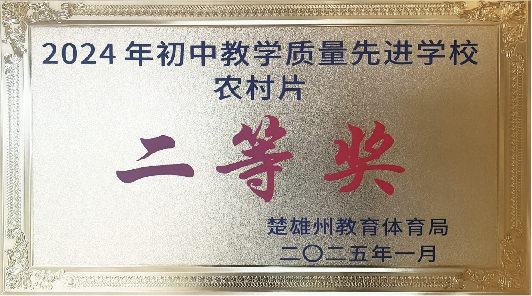 2024年初中教学质量先进学校
农村片
二等奖
楚雄州教育体育局
二〇二五年一月